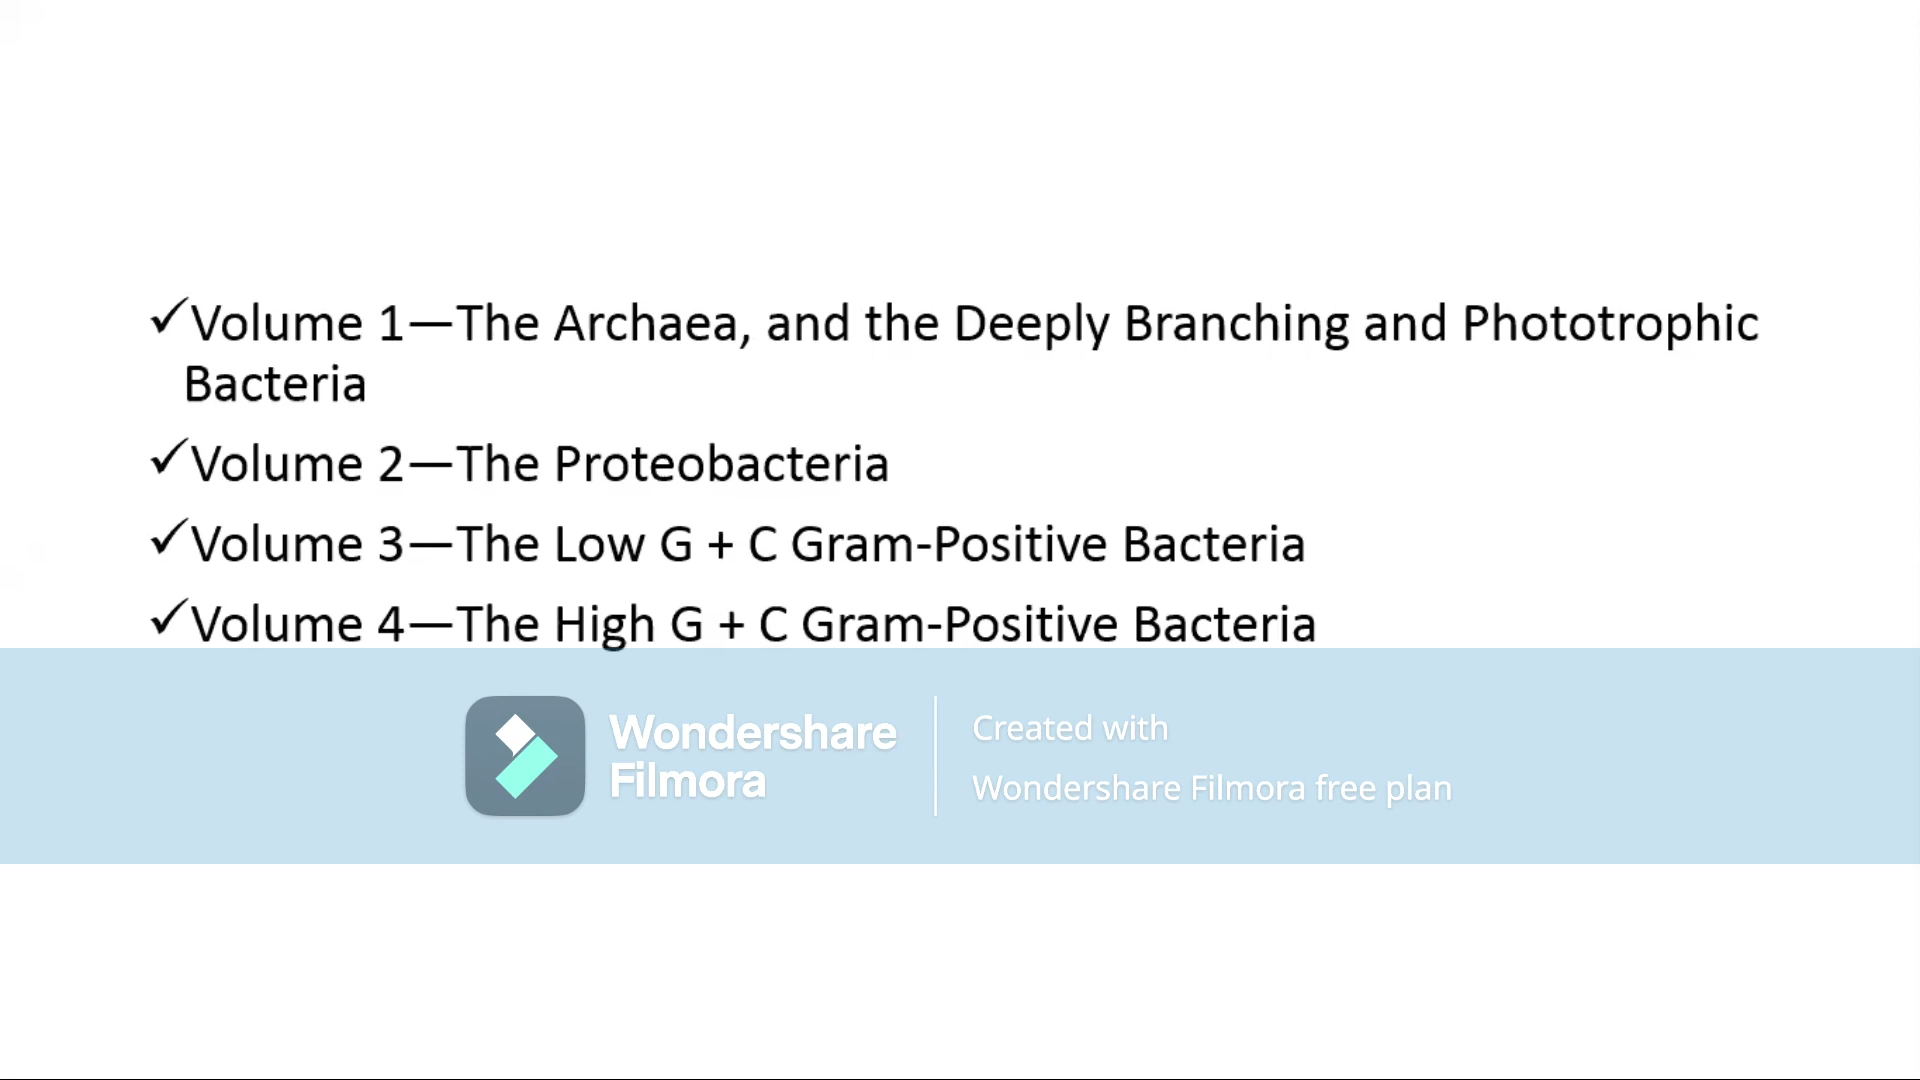 ✓Volume 1—The Archaea, and the Deeply Branching and Phototrophic
Bacteria
✓Volume 2—The Proteobacteria
✓Volume 3—The Low G + C Gram-Positive Bacteria
✓Volume 4—The High G + C Gram-Positive Bacteria
Wondershare
Filmora
Created with
Wondershare Filmora free plan